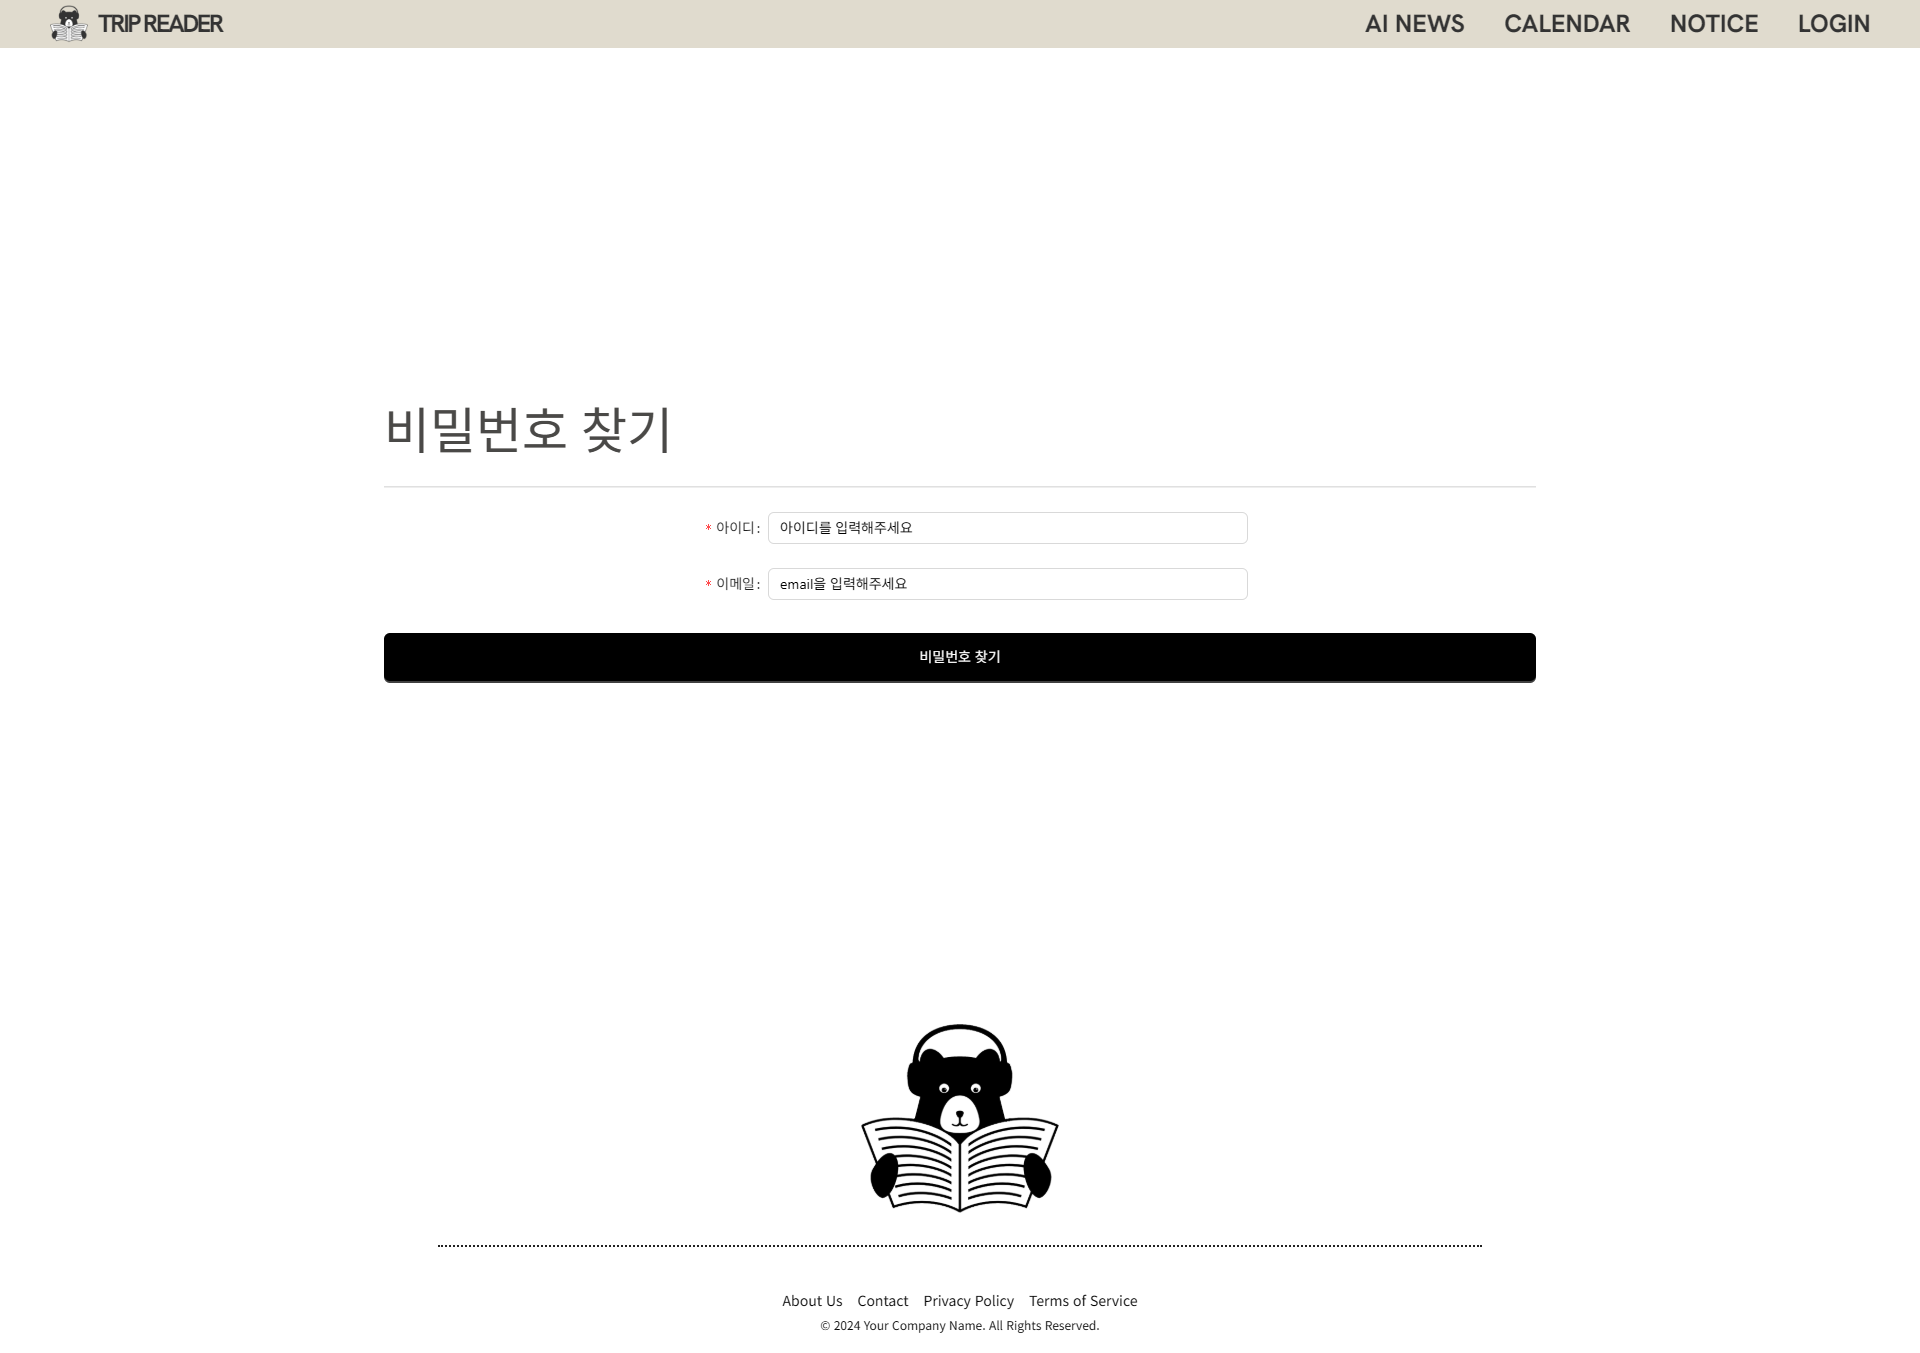 TRIP READER AI NEWS CALENDAR NOTICE LOGIN
비밀번호 찾기
* 아이디 : 아이디를 입력해주세요
* 이메일 : email을 입력해주세요
비밀번호 찾기
About Us Contact Privacy Policy Terms of Service
© 2024 Your Company Name. All Rights Reserved.